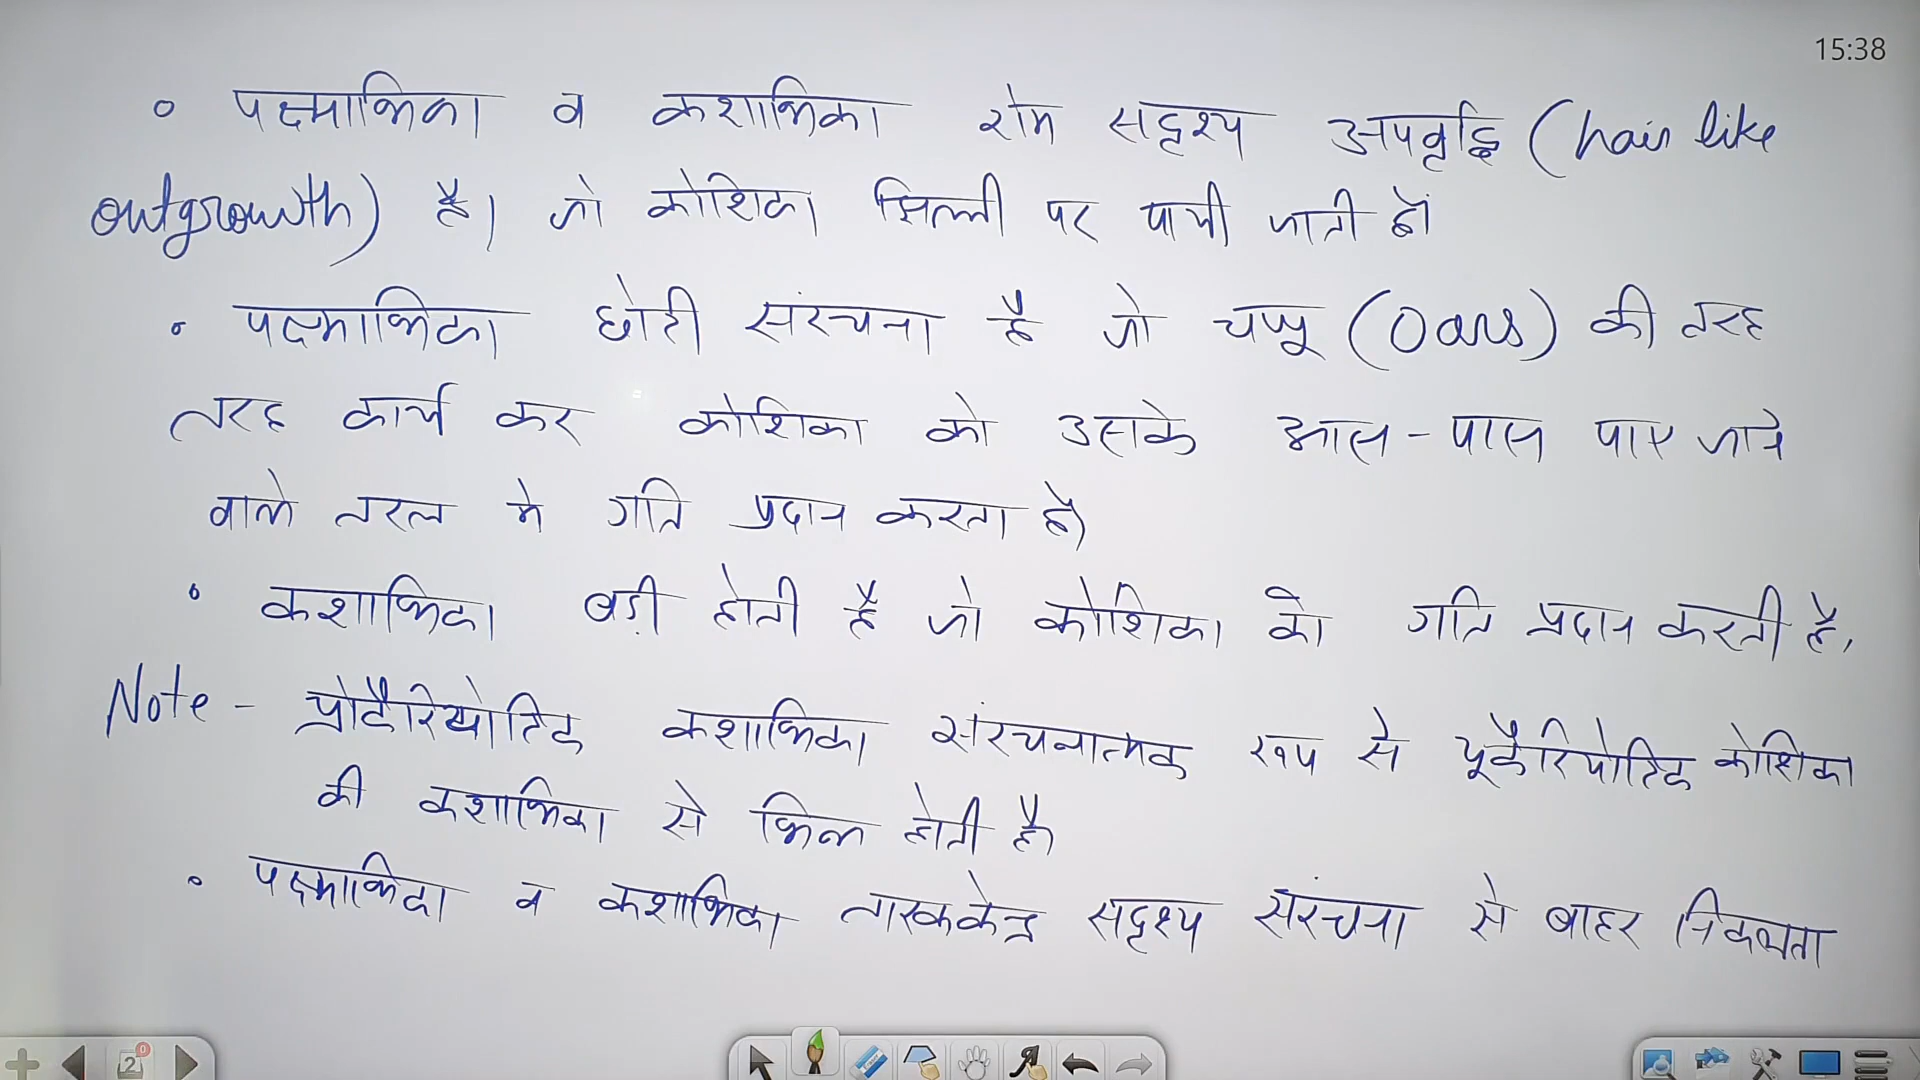 15:38
० पक्ष्माभिका व कशाभिका रोम सदृश्य अपवृद्धि (hair like
outgrowth) है। जो कोशिका झिल्ली पर पायी जाती है।
• पक्ष्माभिका छोटी संरचना है जो चप्पू (Oars) की तरह
तरह कार्य कर कोशिका को उसके आस-पास पाए जाने
वाले तरल मे गति प्रदान करता है।
• कशाभिका बड़ी होती है जो कोशिका को गति प्रदान करती है,
Note - प्रोकैरियोटिक कशाभिका संरचनात्मक रूप से यूकैरियोटिक कोशिका
की कशाभिका से भिन्न होती है।
• पक्ष्माभिका व कशाभिका तारककेन्द्र सदृश्य संरचना से बाहर निकलता
2